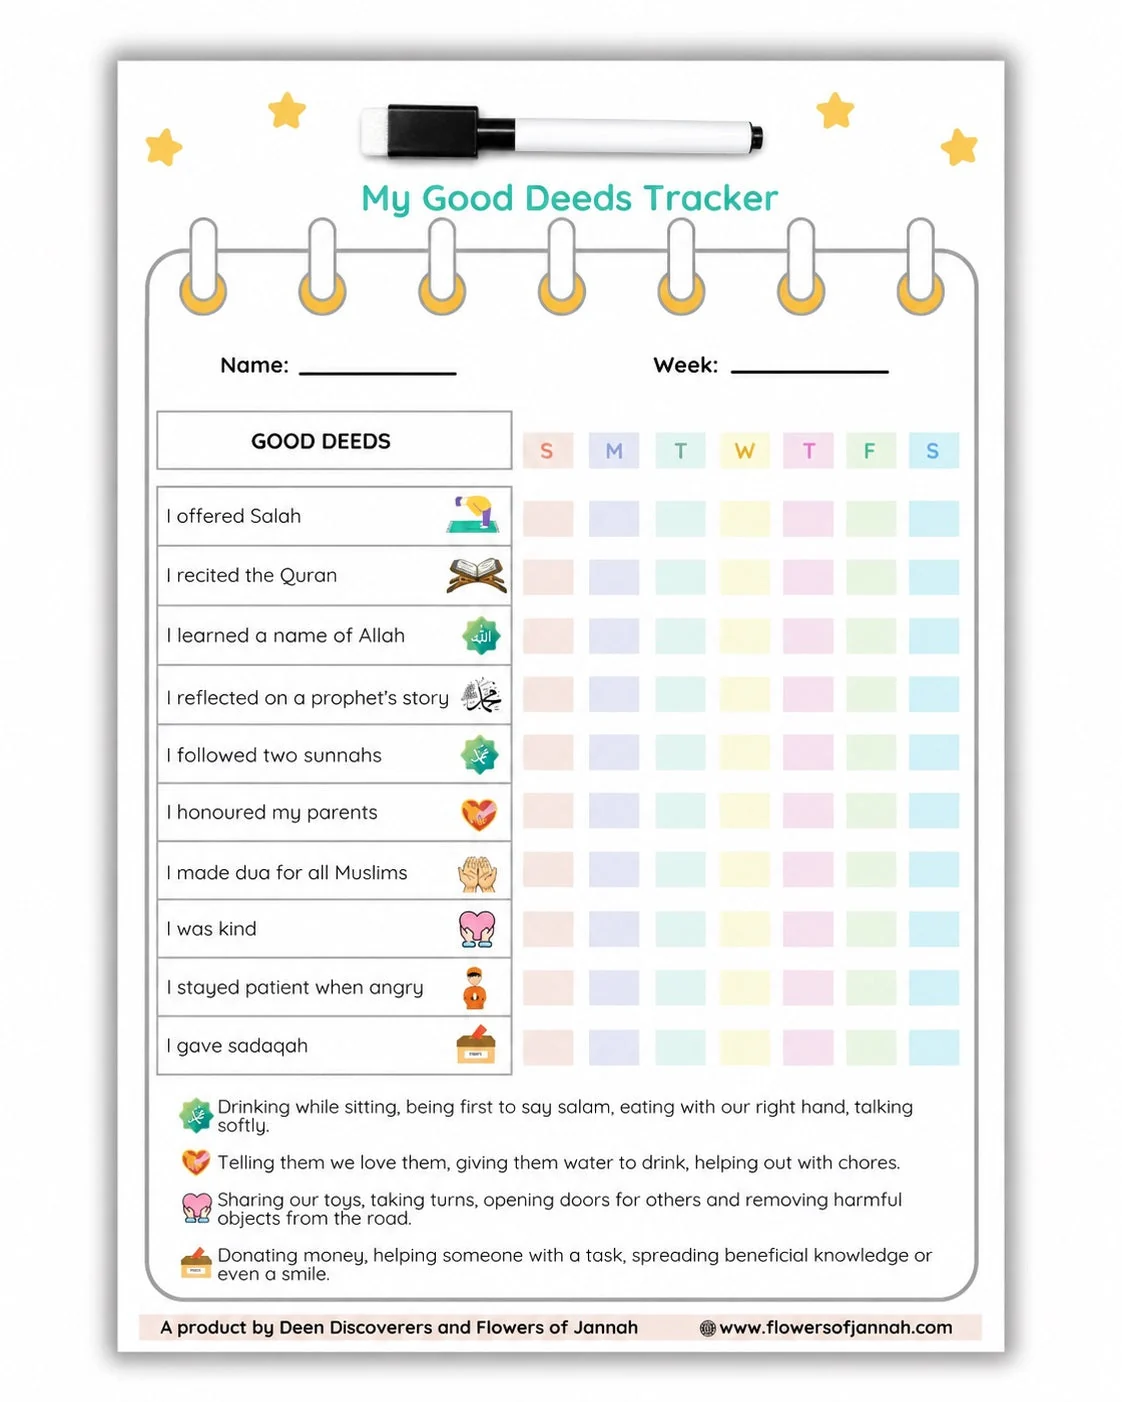 My Good Deeds Tracker
Name:
Week:
GOOD DEEDS
S M T W T F S
I offered Salah
I recited the Quran
I learned a name of Allah
الله
I reflected on a prophet's story
محمد
I followed two sunnahs
محمد
I honoured my parents
I made dua for all Muslims
I was kind
I stayed patient when angry
I gave sadaqah
محمد
Drinking while sitting, being first to say salam, eating with our right hand, talking
softly.
Telling them we love them, giving them water to drink, helping out with chores.
Sharing our toys, taking turns, opening doors for others and removing harmful
objects from the road.
Donating money, helping someone with a task, spreading beneficial knowledge or
even a smile.
A product by Deen Discoverers and Flowers of Jannah
www.flowersofjannah.com